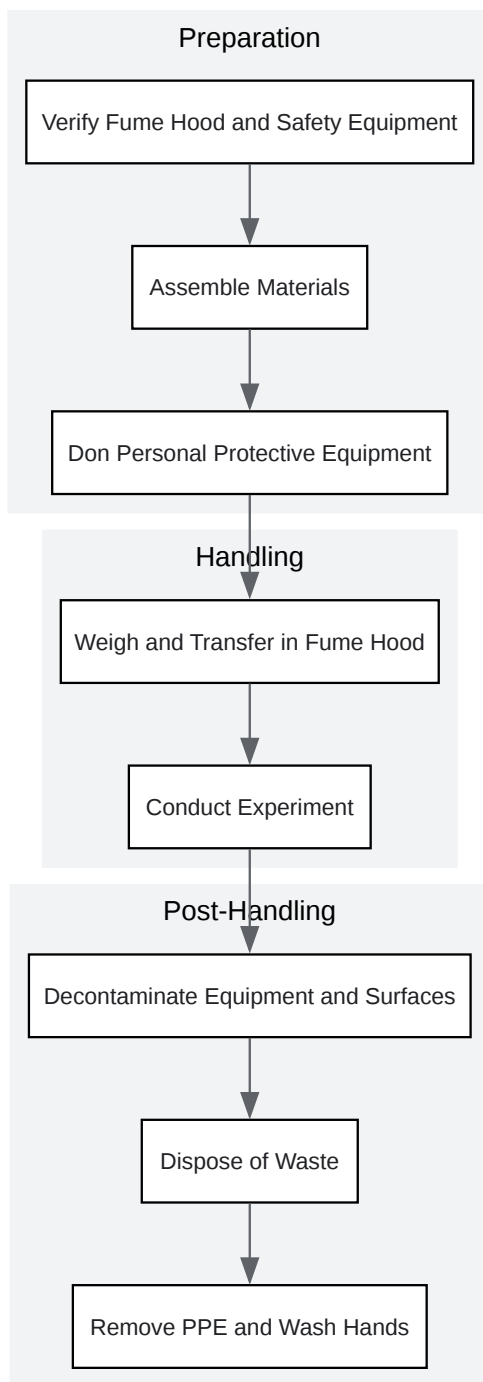 Preparation
Verify Fume Hood and Safety Equipment
Assemble Materials
Don Personal Protective Equipment
Handling
Weigh and Transfer in Fume Hood
Conduct Experiment
Post-Handling
Decontaminate Equipment and Surfaces
Dispose of Waste
Remove PPE and Wash Hands